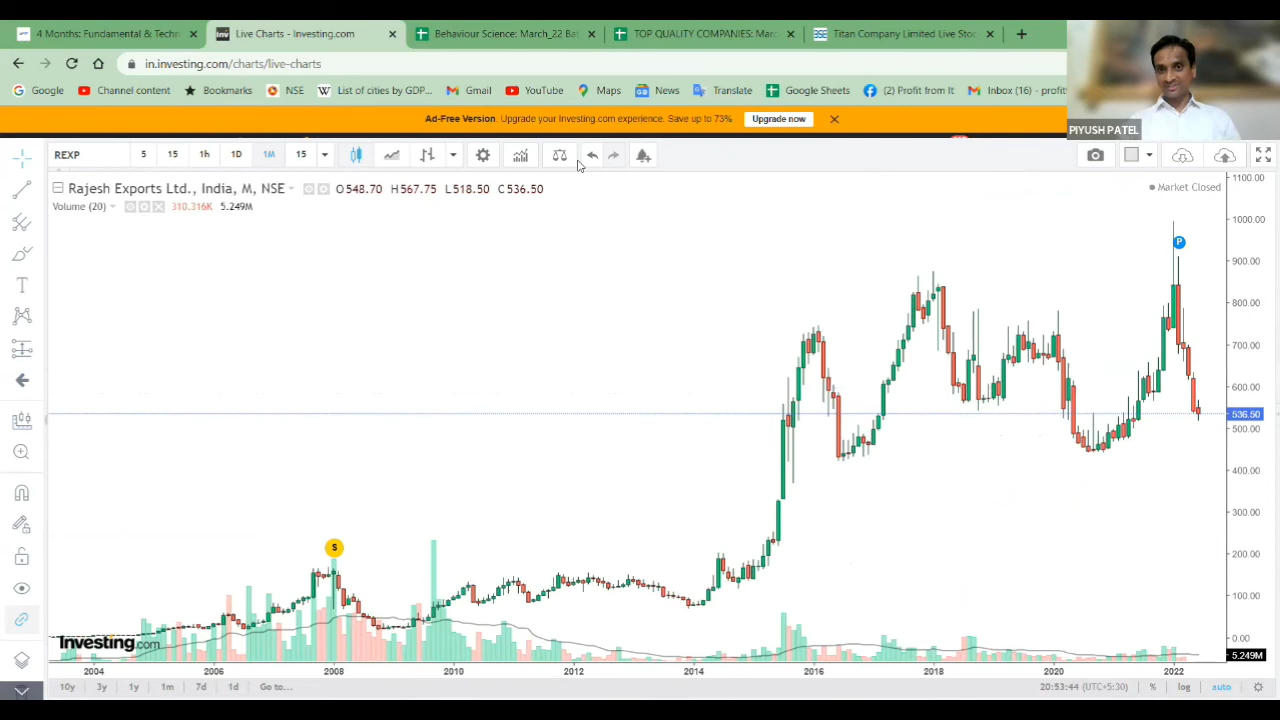 4 Months: Fundamental & Techn
Live Charts - Investing.com
Behaviour Science: March_22 Bat
TOP QUALITY COMPANIES: Marc
Titan Company Limited Live Stoc
in.investing.com/charts/live-charts
Google
Channel content
Bookmarks
NSE
List of cities by GDP...
Gmail
YouTube
Maps
News
Translate
Google Sheets
(2) Profit from It
Inbox (16) - profit
PIYUSH PATEL
Ad-Free Version. Upgrade your Investing.com experience. Save up to 73%
Upgrade now
REXP 5 15 1h 1D 1M 15
Rajesh Exports Ltd., India, M, NSE O548.70 H567.75 L518.50 C536.50
Market Closed
Volume (20) 310.316K 5.249M
P
S
1100.00
1000.00
900.00
800.00
700.00
600.00
536.50
500.00
400.00
300.00
200.00
100.00
0.00
5.249M
Investing.com
2004 2006 2008 2010 2012 2014 2016 2018 2020 2022
10y 3y 1y 1m 7d 1d Go to... 20:53:44 (UTC+5:30) % log auto